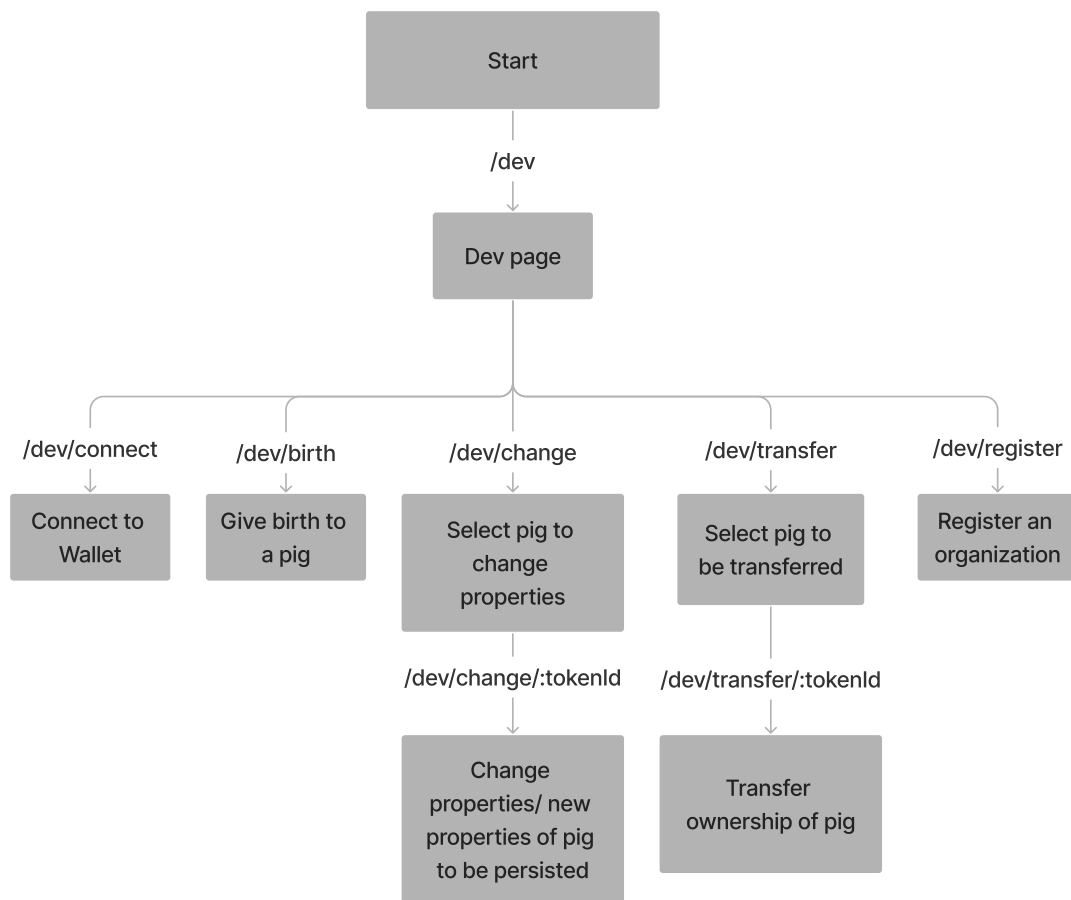 Start
/dev
Dev page
/dev/connect
/dev/birth
/dev/change
/dev/transfer
/dev/register
Connect to
Wallet
Give birth to
a pig
Select pig to
change
properties
Select pig to
be transferred
Register an
organization
/dev/change/:tokenId
/dev/transfer/:tokenId
Change
properties/ new
properties of pig
to be persisted
Transfer
ownership of pig